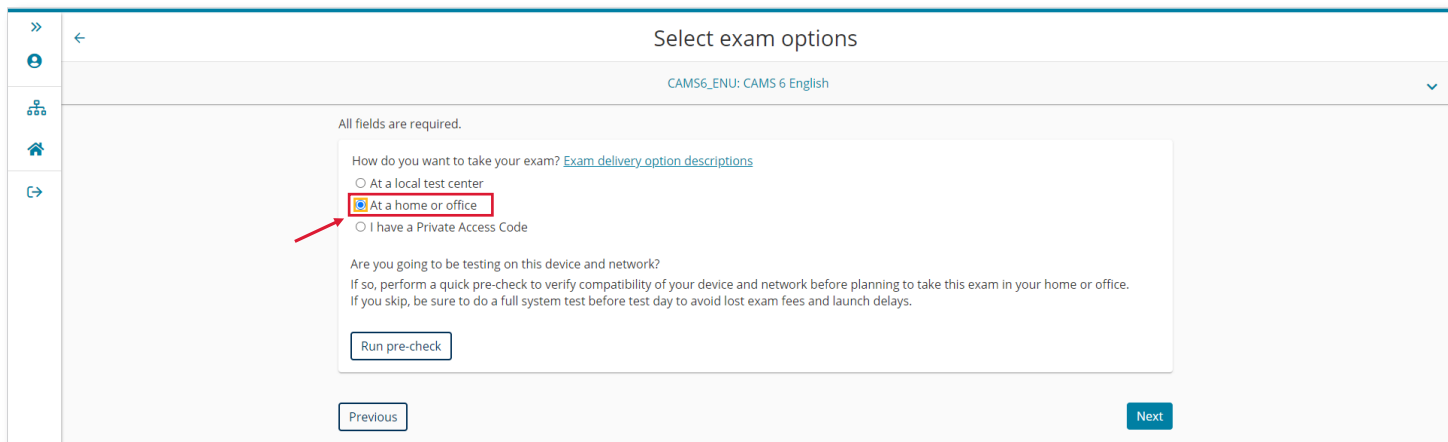 Select exam options
CAMS6_ENU: CAMS 6 English
All fields are required.
How do you want to take your exam? Exam delivery option descriptions
At a local test center
At a home or office
I have a Private Access Code
Are you going to be testing on this device and network?
If so, perform a quick pre-check to verify compatibility of your device and network before planning to take this exam in your home or office.
If you skip, be sure to do a full system test before test day to avoid lost exam fees and launch delays.
Run pre-check
Previous
Next